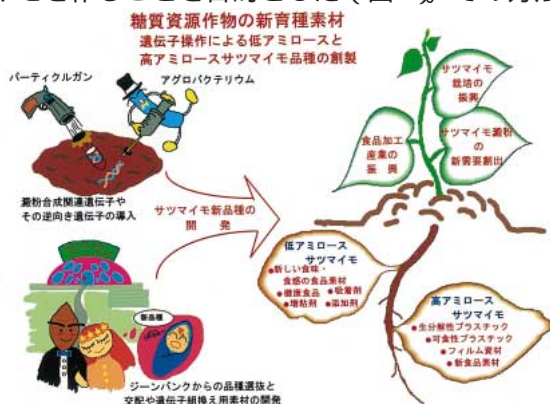 糖質資源作物の新育種素材
遺伝子操作による低アミロースと
高アミロースサツマイモ品種の創製
パーティクルガン
アグロバクテリウム
澱粉合成関連遺伝子や
その逆向き遺伝子の導入
サツマイモ新品種の
開 発
新品種
ジーンバンクからの品種選抜と
交配や遺伝子組換え用素材の開発
サツマイモ
栽培の
振興
食品加工
産業の
振 興
サツマイモ澱粉の
新需要創出
低アミロース
サツマイモ
●新しい食味・
食感の食品素材
●健康食品 ●吸着剤
●増粘剤 ●添加剤
高アミロース
サツマイモ
●生分解性プラスチック
●可食性プラスチック
●フィルム資材
●新食品素材